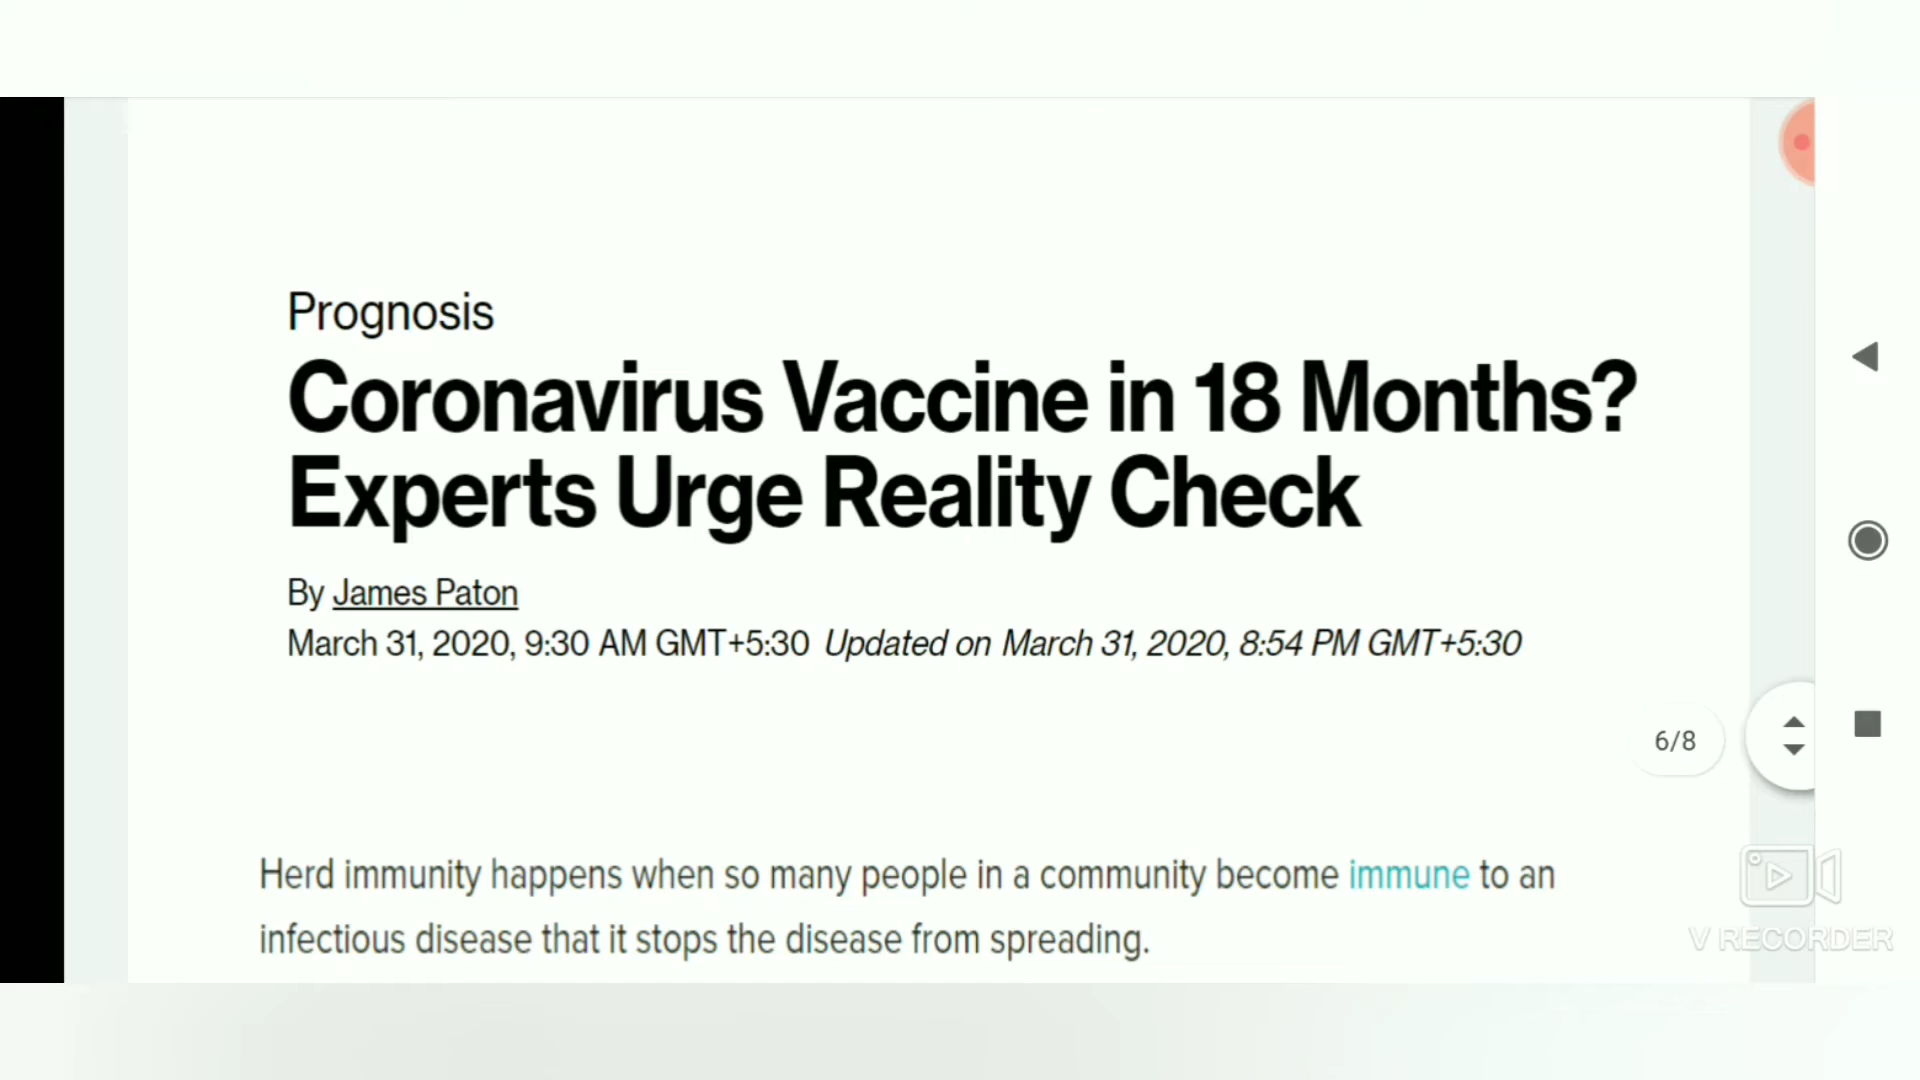 Prognosis
Coronavirus Vaccine in 18 Months?
Experts Urge Reality Check
By James Paton
March 31, 2020, 9:30 AM GMT+5:30 Updated on March 31, 2020, 8:54 PM GMT+5:30
6/8
Herd immunity happens when so many people in a community become immune to an
infectious disease that it stops the disease from spreading.
V RECORDER